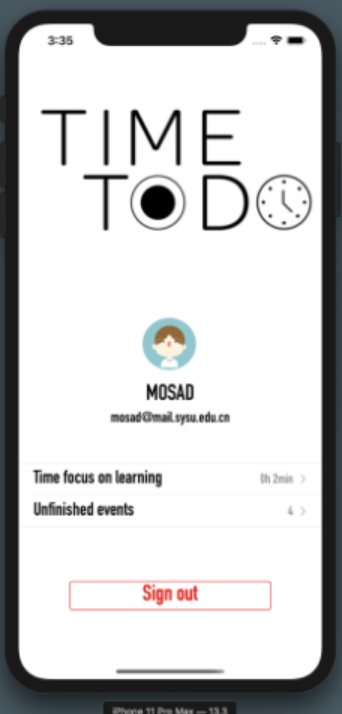 3:35
TIME
TODO
MOSAD
mosad@mail.sysu.edu.cn
Time focus on learning 0h 2min >
Unfinished events 4 >
Sign out
iPhone 11 Pro Max — 13.3